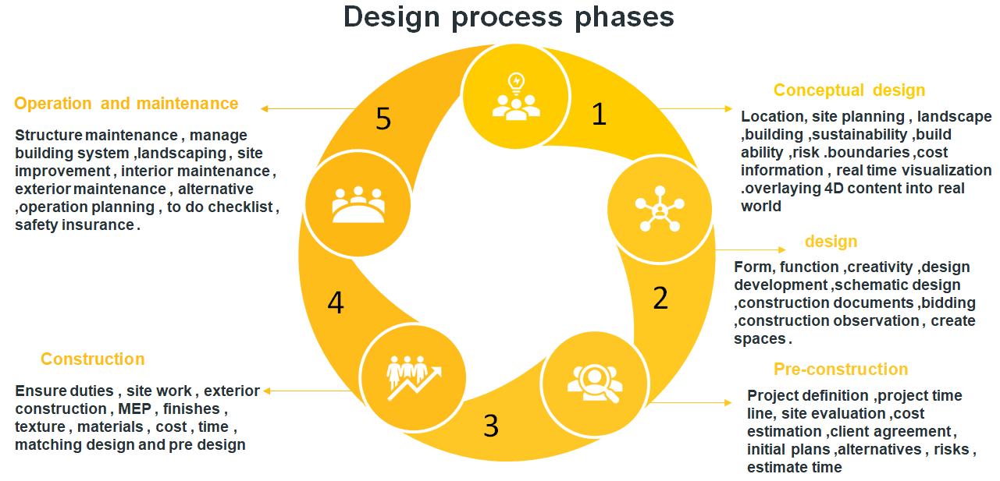 Design process phases
1
Conceptual design
Location, site planning , landscape
,building ,sustainability ,build
ability ,risk .boundaries ,cost
information , real time visualization
.overlaying 4D content into real
world
2
design
Form, function ,creativity ,design
development ,schematic design
,construction documents ,bidding
,construction observation , create
spaces .
3
Pre-construction
Project definition ,project time
line, site evaluation ,cost
estimation ,client agreement ,
initial plans ,alternatives , risks ,
estimate time
4
Construction
Ensure duties , site work , exterior
construction , MEP , finishes ,
texture , materials , cost , time ,
matching design and pre design
5
Operation and maintenance
Structure maintenance , manage
building system ,landscaping , site
improvement , interior maintenance ,
exterior maintenance , alternative
,operation planning , to do checklist ,
safety insurance .